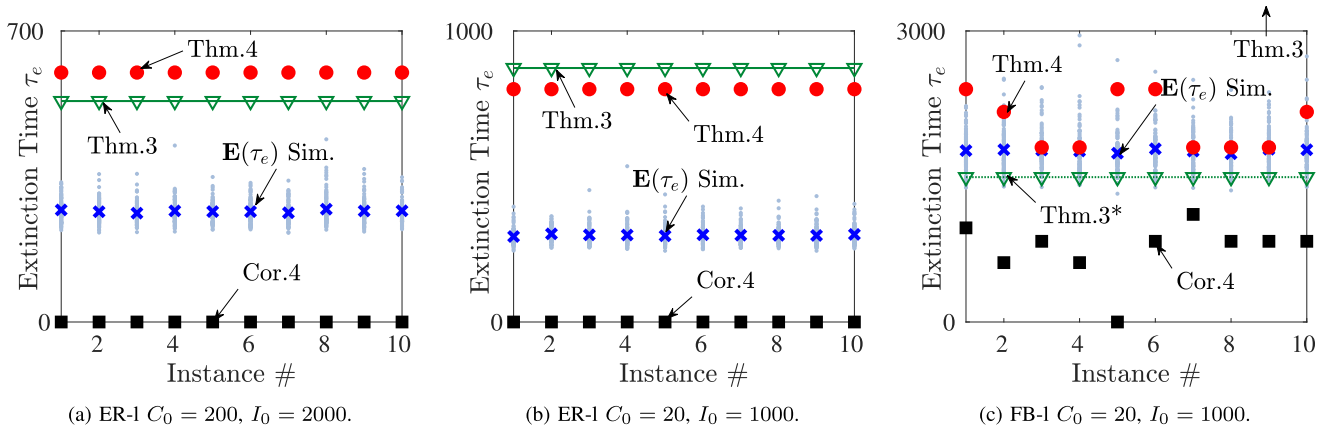 700
Thm.4
Thm.3
E(τₑ) Sim.
Cor.4
0
2 4 6 8 10
Extinction Time τₑ
Instance #
(a) ER-l C₀ = 200, I₀ = 2000.
1000
Thm.3
Thm.4
E(τₑ) Sim.
Cor.4
0
2 4 6 8 10
Extinction Time τₑ
Instance #
(b) ER-l C₀ = 20, I₀ = 1000.
3000
Thm.3
Thm.4
E(τₑ) Sim.
Thm.3*
Cor.4
0
2 4 6 8 10
Extinction Time τₑ
Instance #
(c) FB-l C₀ = 20, I₀ = 1000.